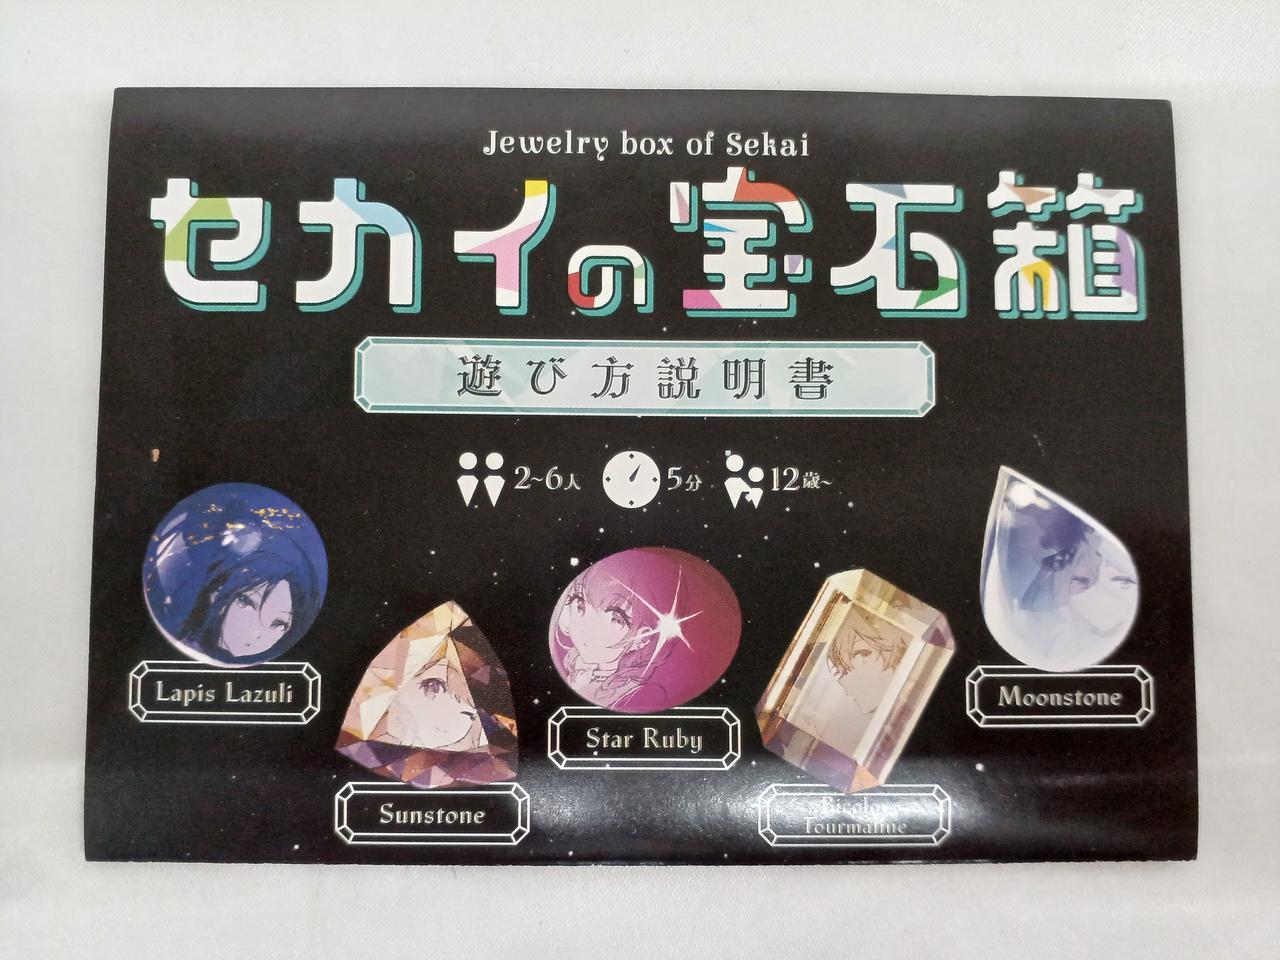 Jewelry box of Sekai
セカイの宝石箱
遊び方説明書
2~6人 5分 12歳~
Lapis Lazuli
Sunstone
Star Ruby
Bicolor
Tourmaline
Moonstone